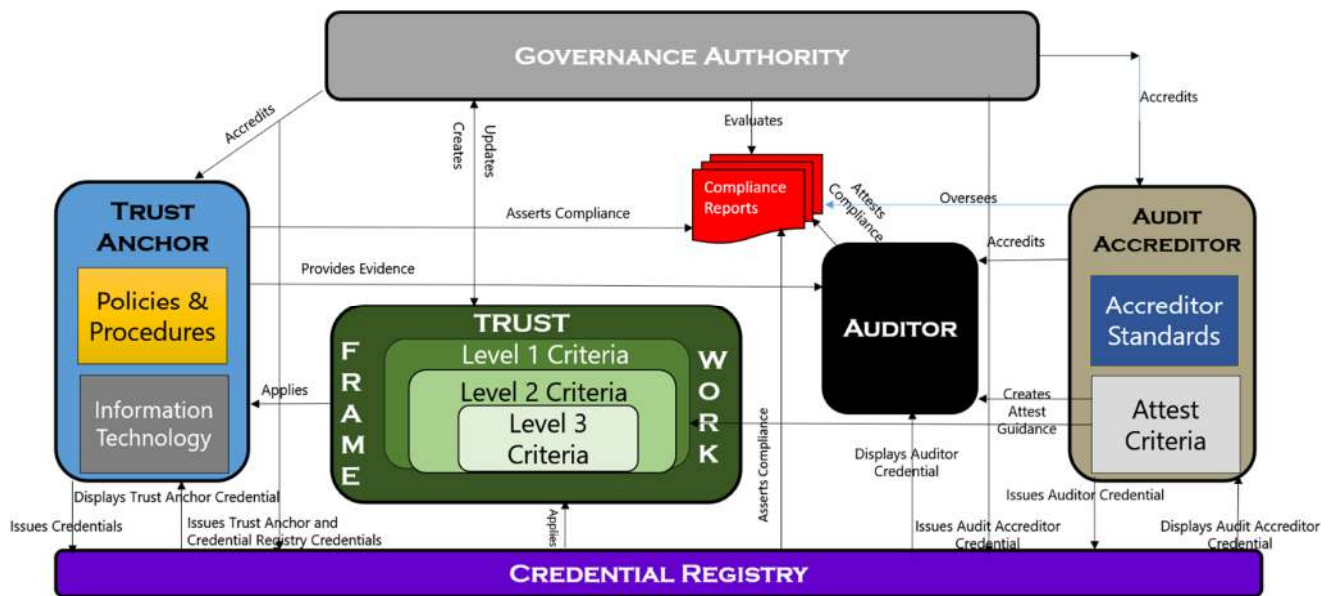 GOVERNANCE AUTHORITY
Accredits
Creates
Updates
Evaluates
Accredits
TRUST
ANCHOR
Policies &
Procedures
Information
Technology
Asserts Compliance
Provides Evidence
Compliance
Reports
Attests
Compliance
Oversees
Accredits
AUDIT
ACCREDITOR
Accreditor
Standards
Attest
Criteria
AUDITOR
TRUST
FRAME
WORK
Level 1 Criteria
Level 2 Criteria
Level 3
Criteria
Applies
Creates
Attest
Guidance
Asserts Compliance
Displays Auditor
Credential
Displays Trust Anchor Credential
Issues Credentials
Issues Trust Anchor and
Credential Registry Credentials
Applies
Issues Auditor Credential
Issues Audit Accreditor
Credential
Displays Audit Accreditor
Credential
CREDENTIAL REGISTRY